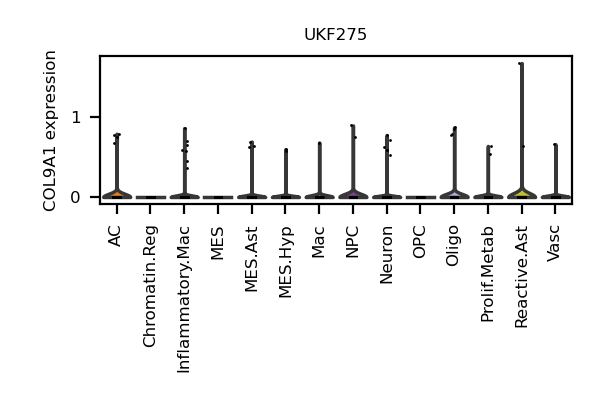 UKF275
COL9A1 expression
1
0
AC
Chromatin.Reg
Inflammatory.Mac
MES
MES.Ast
MES.Hyp
Mac
NPC
Neuron
OPC
Oligo
Prolif.Metab
Reactive.Ast
Vasc